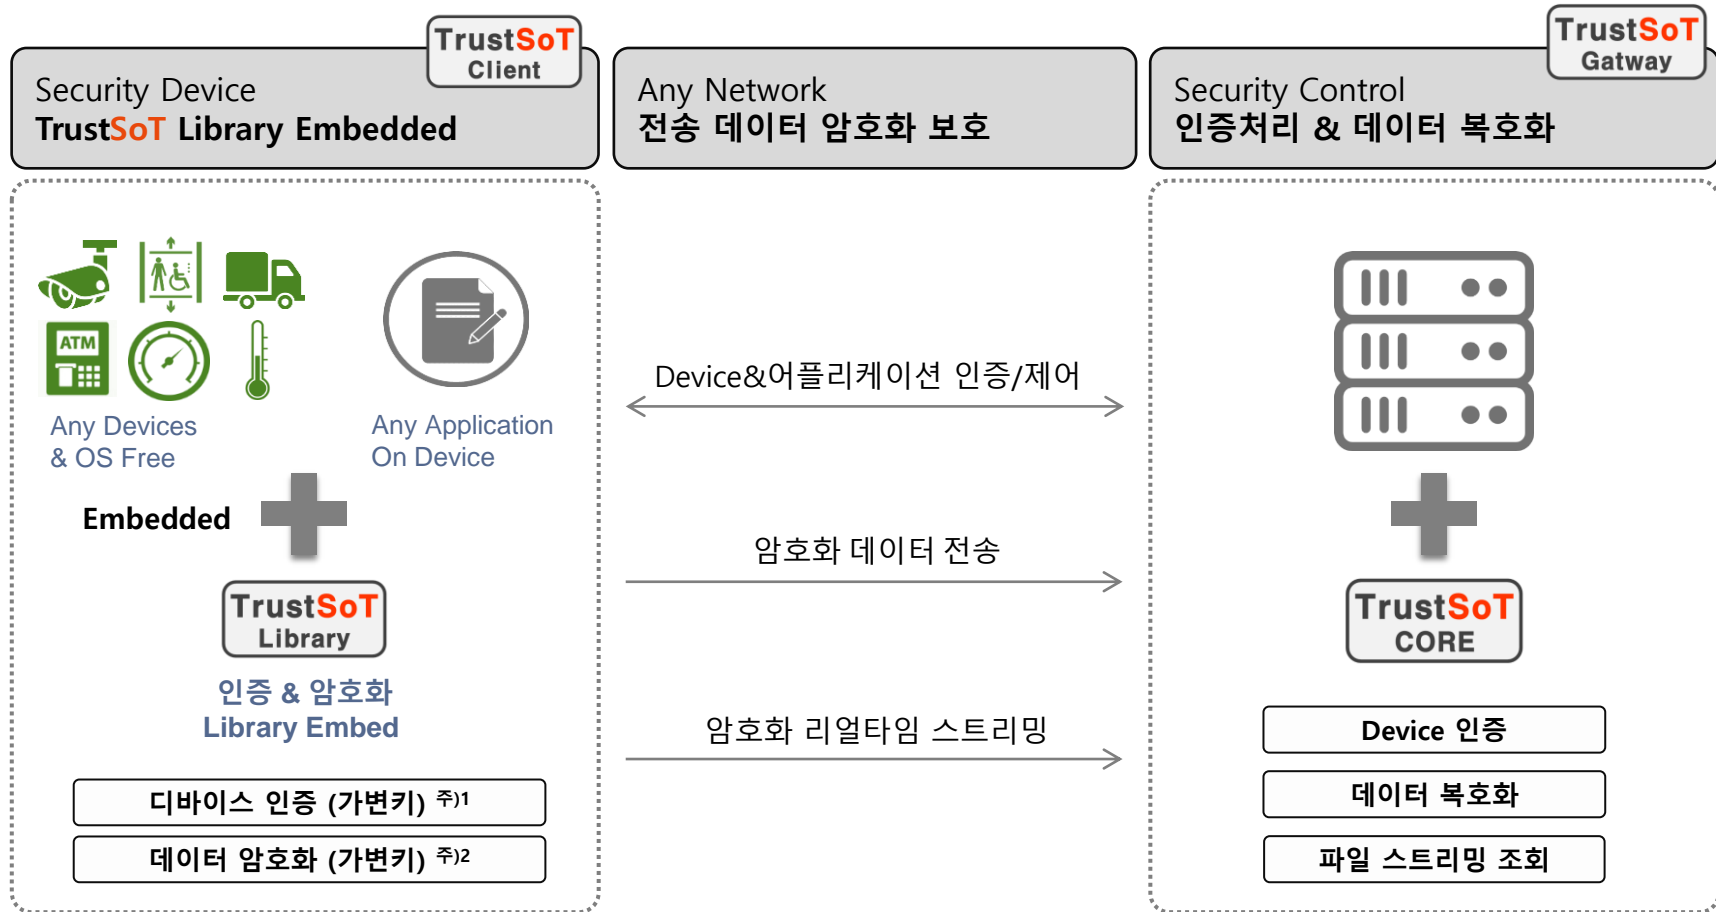 TrustSoT
Client
Security Device
TrustSoT Library Embedded
Any Network
전송 데이터 암호화 보호
TrustSoT
Gatway
Security Control
인증처리 & 데이터 복호화
ATM
Any Devices
& OS Free
Any Application
On Device
Embedded
TrustSoT
Library
인증 & 암호화
Library Embed
디바이스 인증 (가변키) 주)1
데이터 암호화 (가변키) 주)2
Device&어플리케이션 인증/제어
암호화 데이터 전송
암호화 리얼타임 스트리밍
TrustSoT
CORE
Device 인증
데이터 복호화
파일 스트리밍 조회